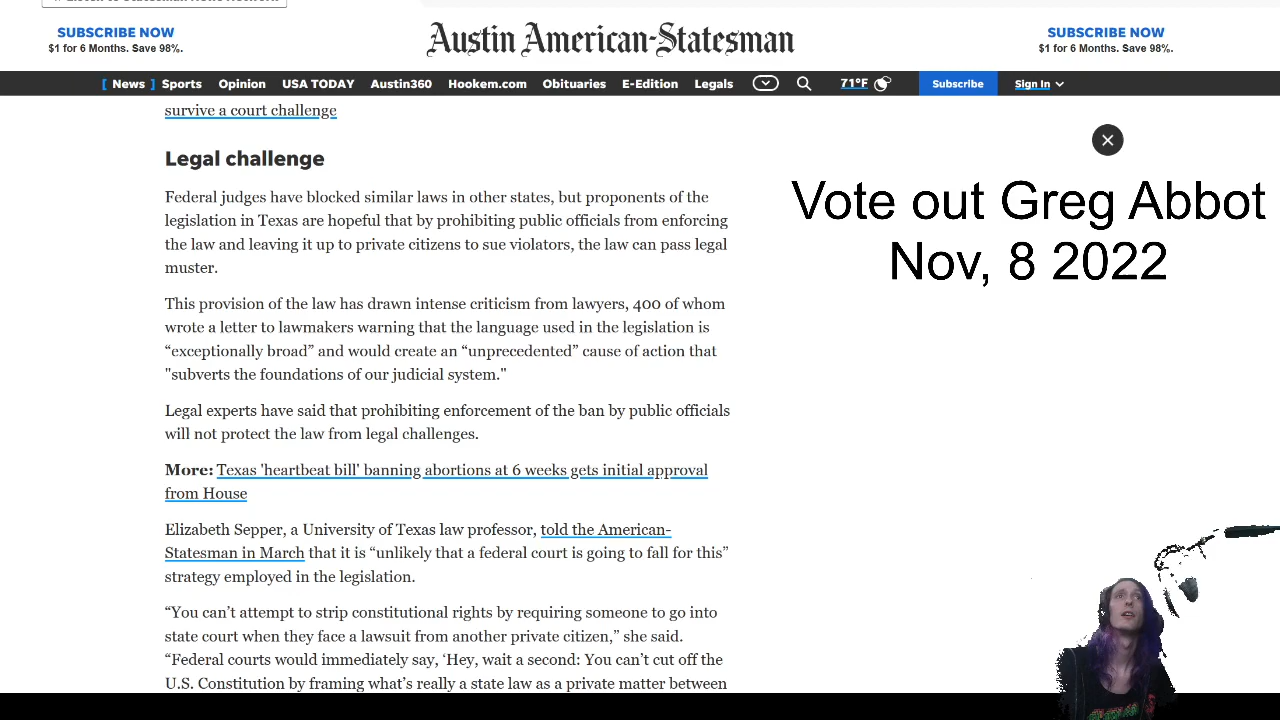 SUBSCRIBE NOW
$1 for 6 Months. Save 98%.
Austin American-Statesman
SUBSCRIBE NOW
$1 for 6 Months. Save 98%.
[ News ] Sports Opinion USA TODAY Austin360 Hookem.com Obituaries E-Edition Legals 71°F Subscribe Sign In
survive a court challenge
Legal challenge
Federal judges have blocked similar laws in other states, but proponents of the
legislation in Texas are hopeful that by prohibiting public officials from enforcing
the law and leaving it up to private citizens to sue violators, the law can pass legal
muster.
This provision of the law has drawn intense criticism from lawyers, 400 of whom
wrote a letter to lawmakers warning that the language used in the legislation is
“exceptionally broad” and would create an “unprecedented” cause of action that
"subverts the foundations of our judicial system."
Legal experts have said that prohibiting enforcement of the ban by public officials
will not protect the law from legal challenges.
More: Texas 'heartbeat bill' banning abortions at 6 weeks gets initial approval
from House
Elizabeth Sepper, a University of Texas law professor, told the American-
Statesman in March that it is “unlikely that a federal court is going to fall for this”
strategy employed in the legislation.
“You can’t attempt to strip constitutional rights by requiring someone to go into
state court when they face a lawsuit from another private citizen,” she said.
“Federal courts would immediately say, ‘Hey, wait a second: You can’t cut off the
U.S. Constitution by framing what’s really a state law as a private matter between
Vote out Greg Abbot
Nov, 8 2022